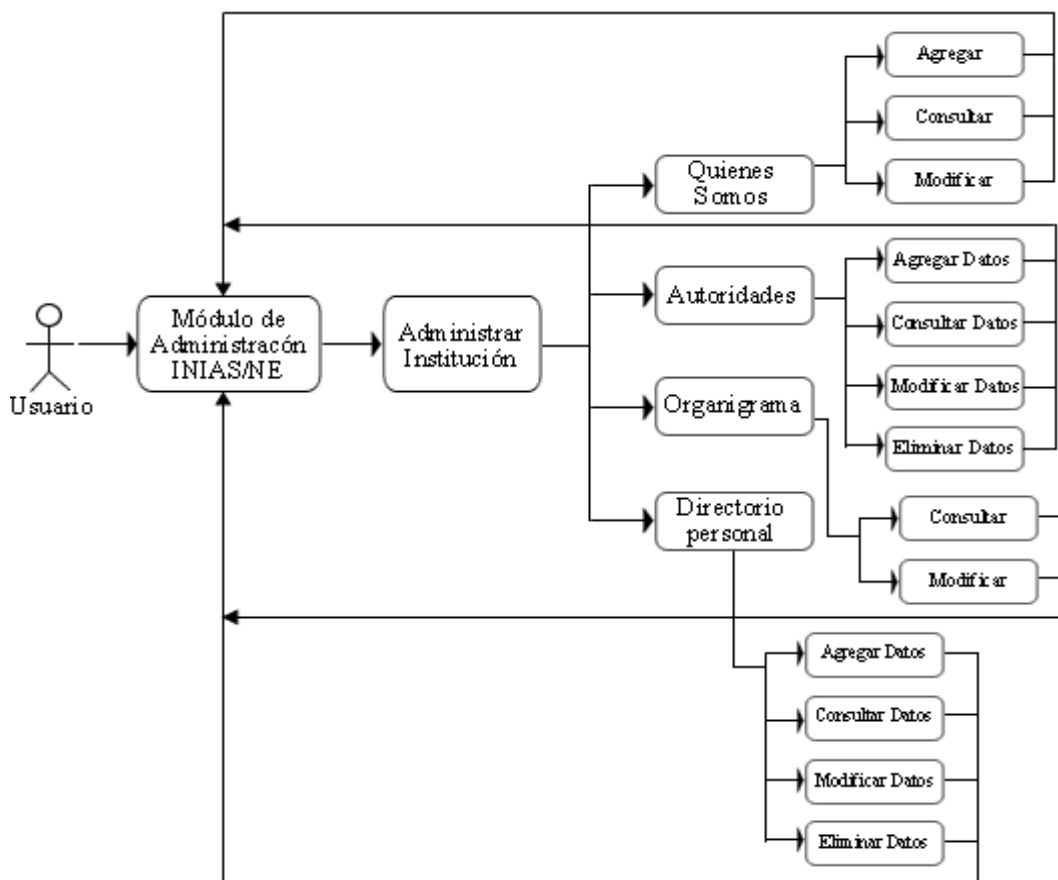 Usuario
Módulo de
Administracón
INIAS/NE
Administrar
Institución
Quienes
Somos
Agregar
Consultar
Modificar
Autoridades
Agregar Datos
Consultar Datos
Modificar Datos
Eliminar Datos
Organigrama
Consultar
Modificar
Directorio
personal
Agregar Datos
Consultar Datos
Modificar Datos
Eliminar Datos